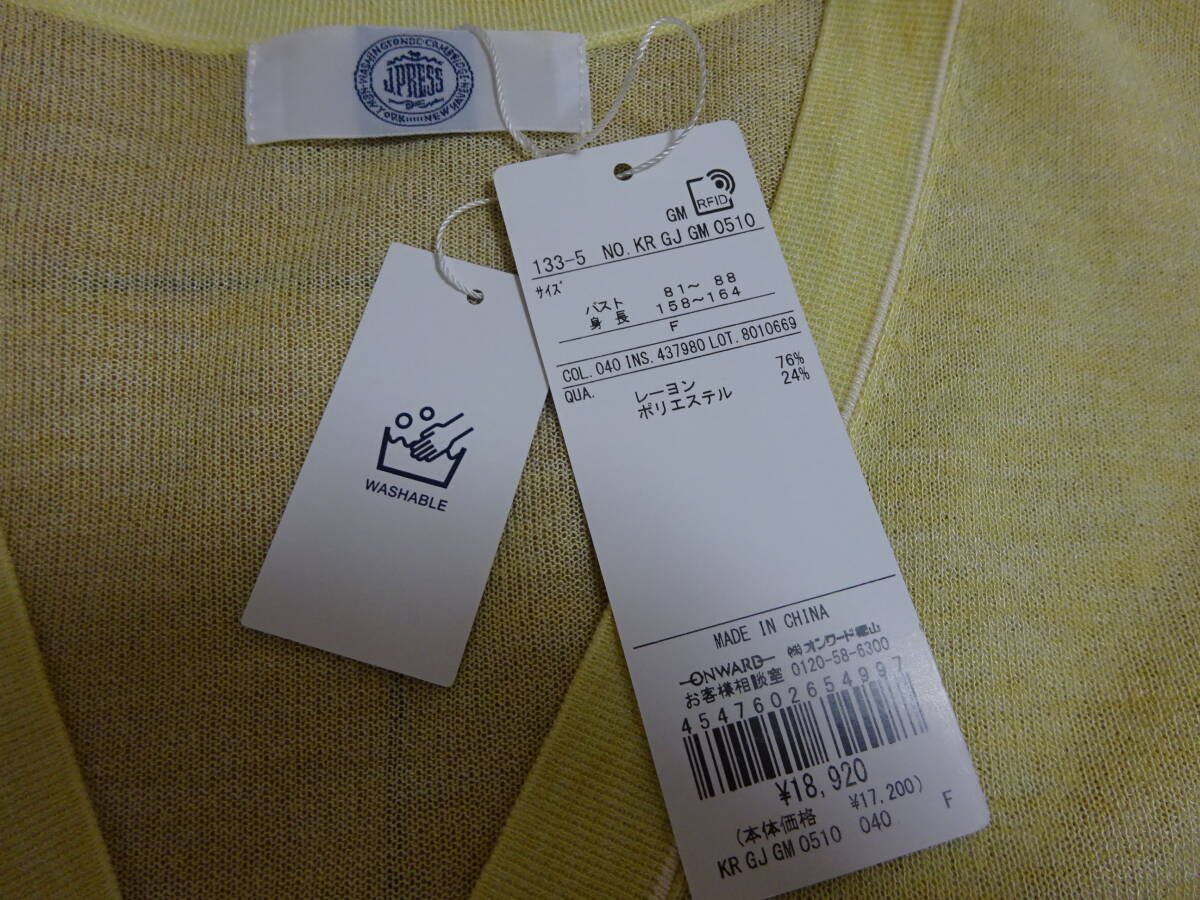 WASHINGTON DC · CAMBRIDGE
J.PRESS
NEW YORK NEW HAVEN
WASHABLE
GM RFID
133-5 NO. KR GJ GM 0510
サイズ
バスト 81～ 88
身長 158～164
F
COL. 040 INS. 437980 LOT. 8010669
QUA. レーヨン 76%
ポリエステル 24%
MADE IN CHINA
ONWARD ㈱オンワード樫山
お客様相談室 0120-58-6300
4547602654997
¥18,920
(本体価格 ¥17,200)
KR GJ GM 0510 040 F